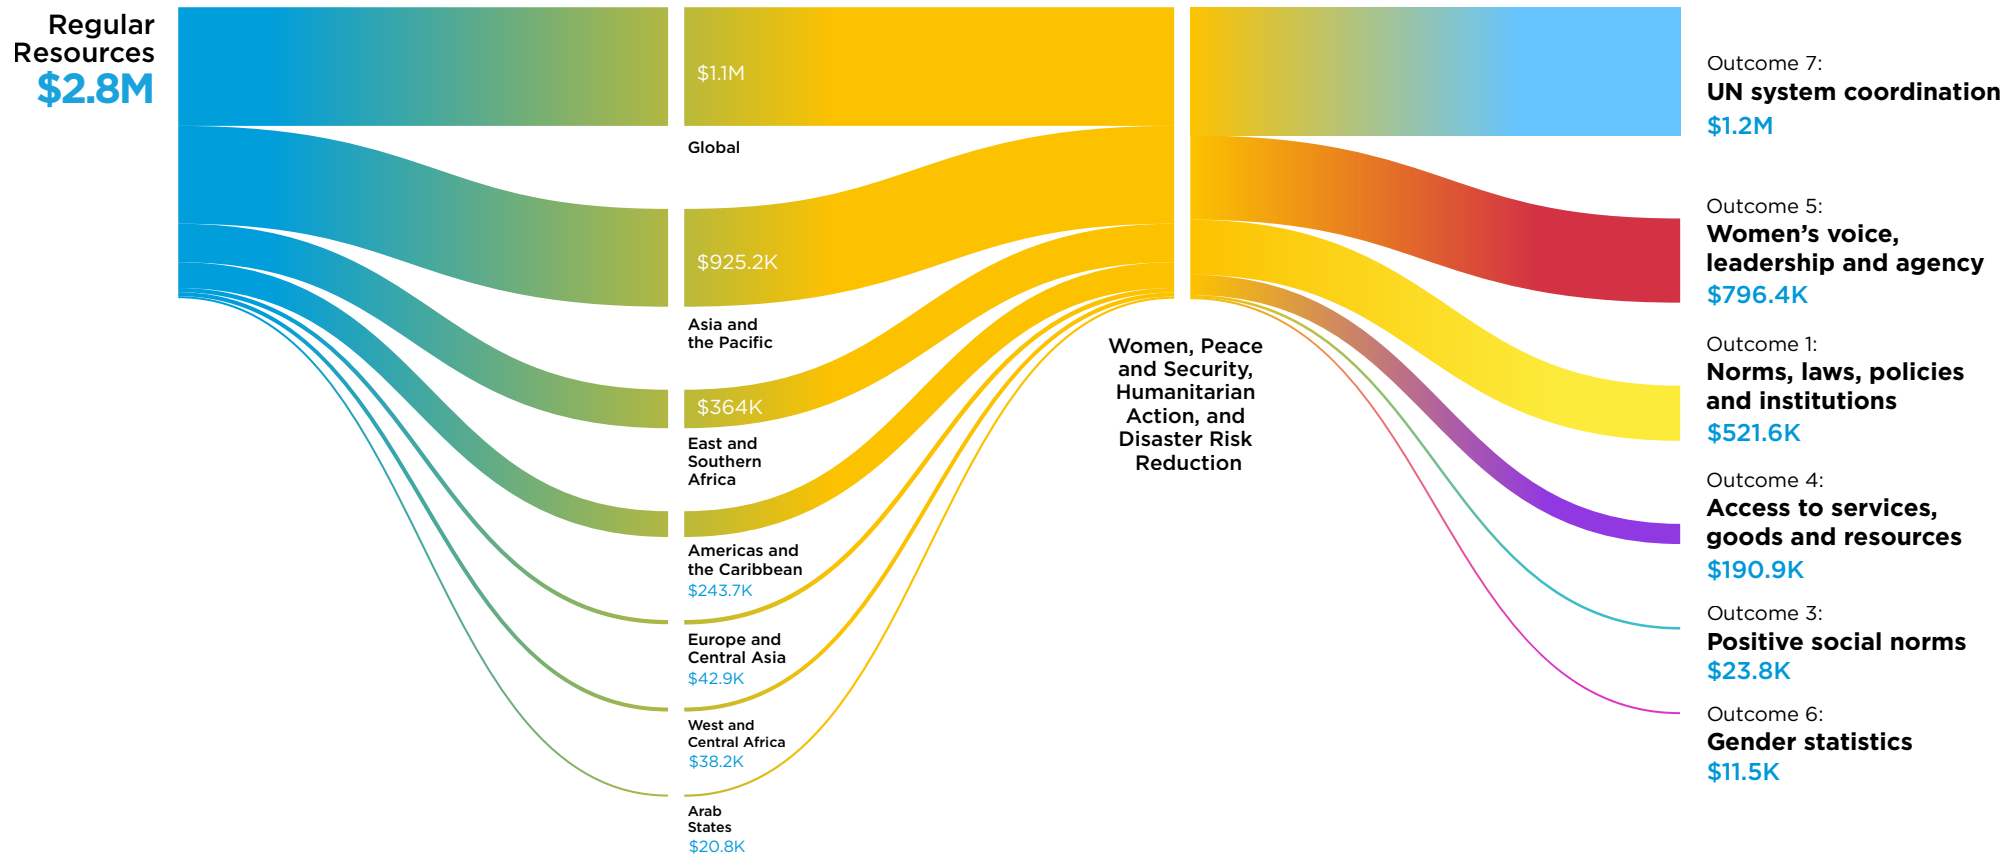 Regular
Resources
$2.8M
$1.1M
Global
$925.2K
Asia and
the Pacific
$364K
East and
Southern
Africa
Americas and
the Caribbean
$243.7K
Europe and
Central Asia
$42.9K
West and
Central Africa
$38.2K
Arab
States
$20.8K
Women, Peace
and Security,
Humanitarian
Action, and
Disaster Risk
Reduction
Outcome 7:
UN system coordination
$1.2M
Outcome 5:
Women’s voice,
leadership and agency
$796.4K
Outcome 1:
Norms, laws, policies
and institutions
$521.6K
Outcome 4:
Access to services,
goods and resources
$190.9K
Outcome 3:
Positive social norms
$23.8K
Outcome 6:
Gender statistics
$11.5K